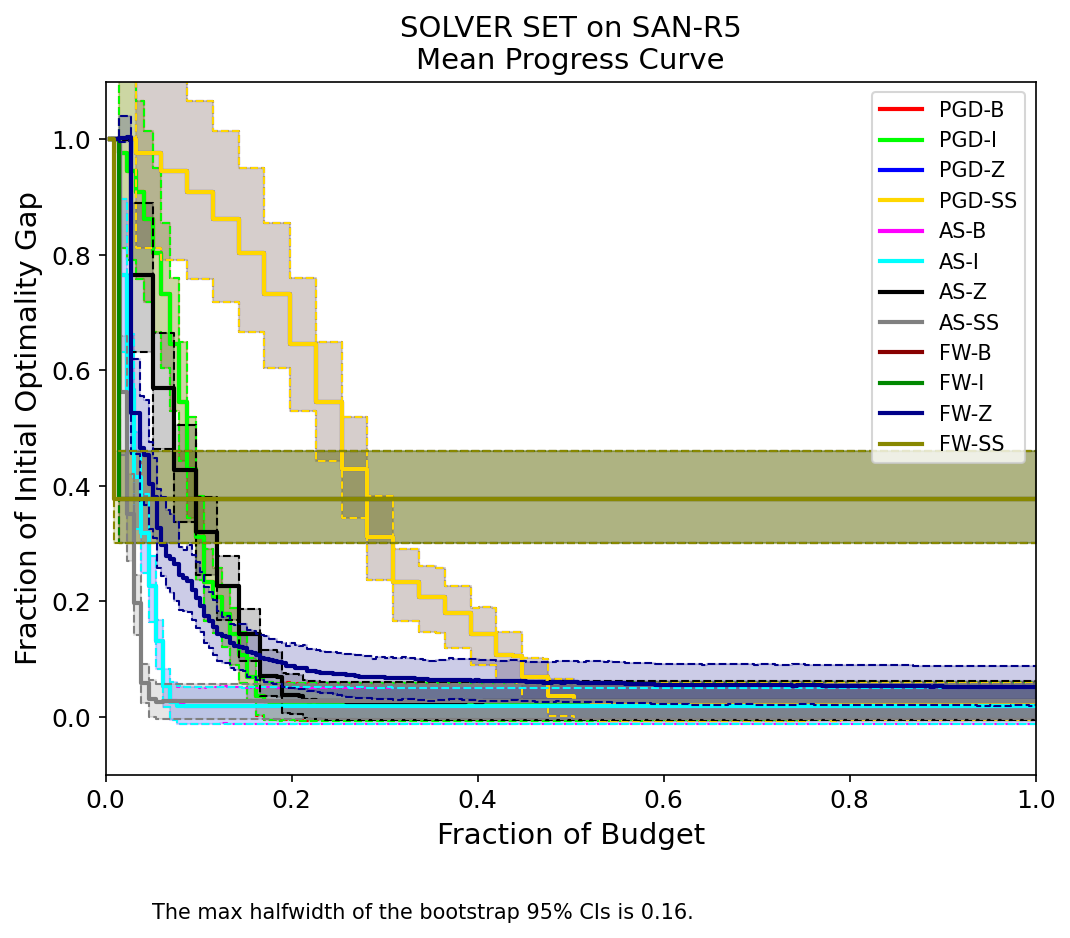 SOLVER SET on SAN-R5
Mean Progress Curve
Fraction of Initial Optimality Gap
1.0
0.8
0.6
0.4
0.2
0.0
0.0
0.2
0.4
0.6
0.8
1.0
Fraction of Budget
PGD-B
PGD-I
PGD-Z
PGD-SS
AS-B
AS-I
AS-Z
AS-SS
FW-B
FW-I
FW-Z
FW-SS
The max halfwidth of the bootstrap 95% CIs is 0.16.